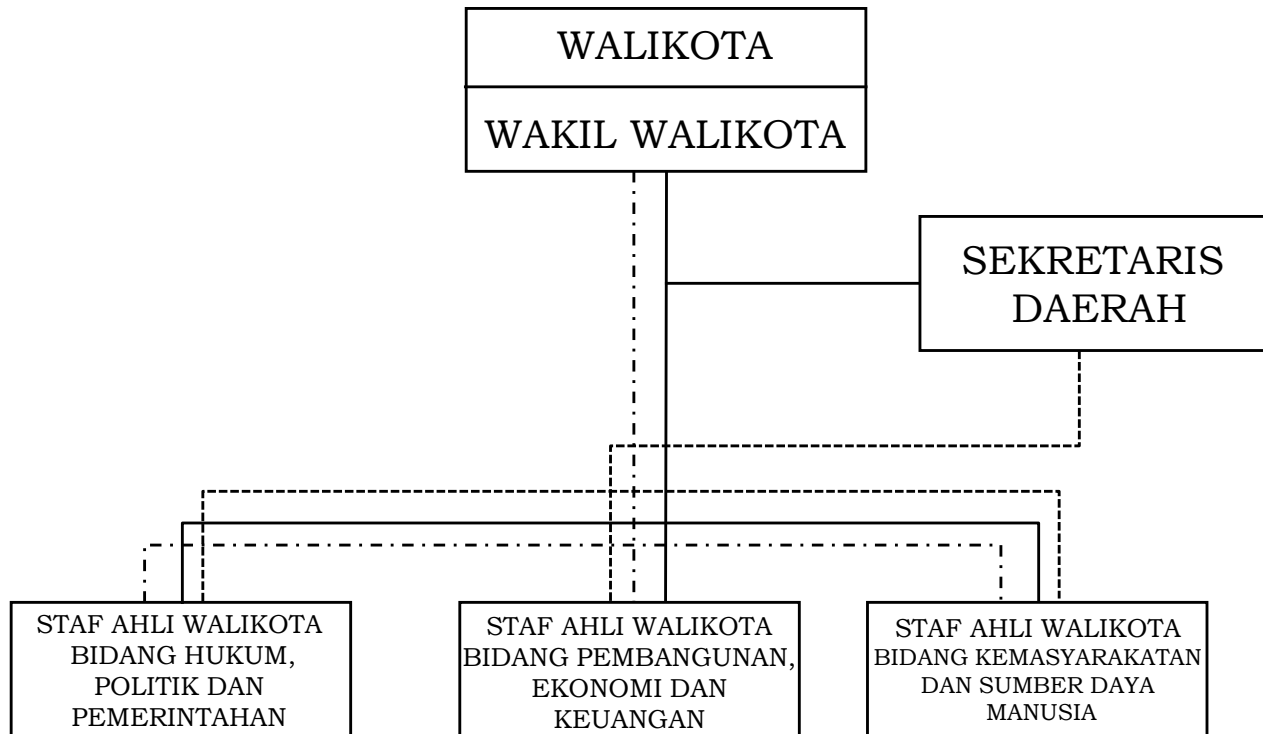 WALIKOTA
WAKIL WALIKOTA
SEKRETARIS
DAERAH
STAF AHLI WALIKOTA
BIDANG HUKUM,
POLITIK DAN
PEMERINTAHAN
STAF AHLI WALIKOTA
BIDANG PEMBANGUNAN,
EKONOMI DAN
KEUANGAN
STAF AHLI WALIKOTA
BIDANG KEMASYARAKATAN
DAN SUMBER DAYA
MANUSIA